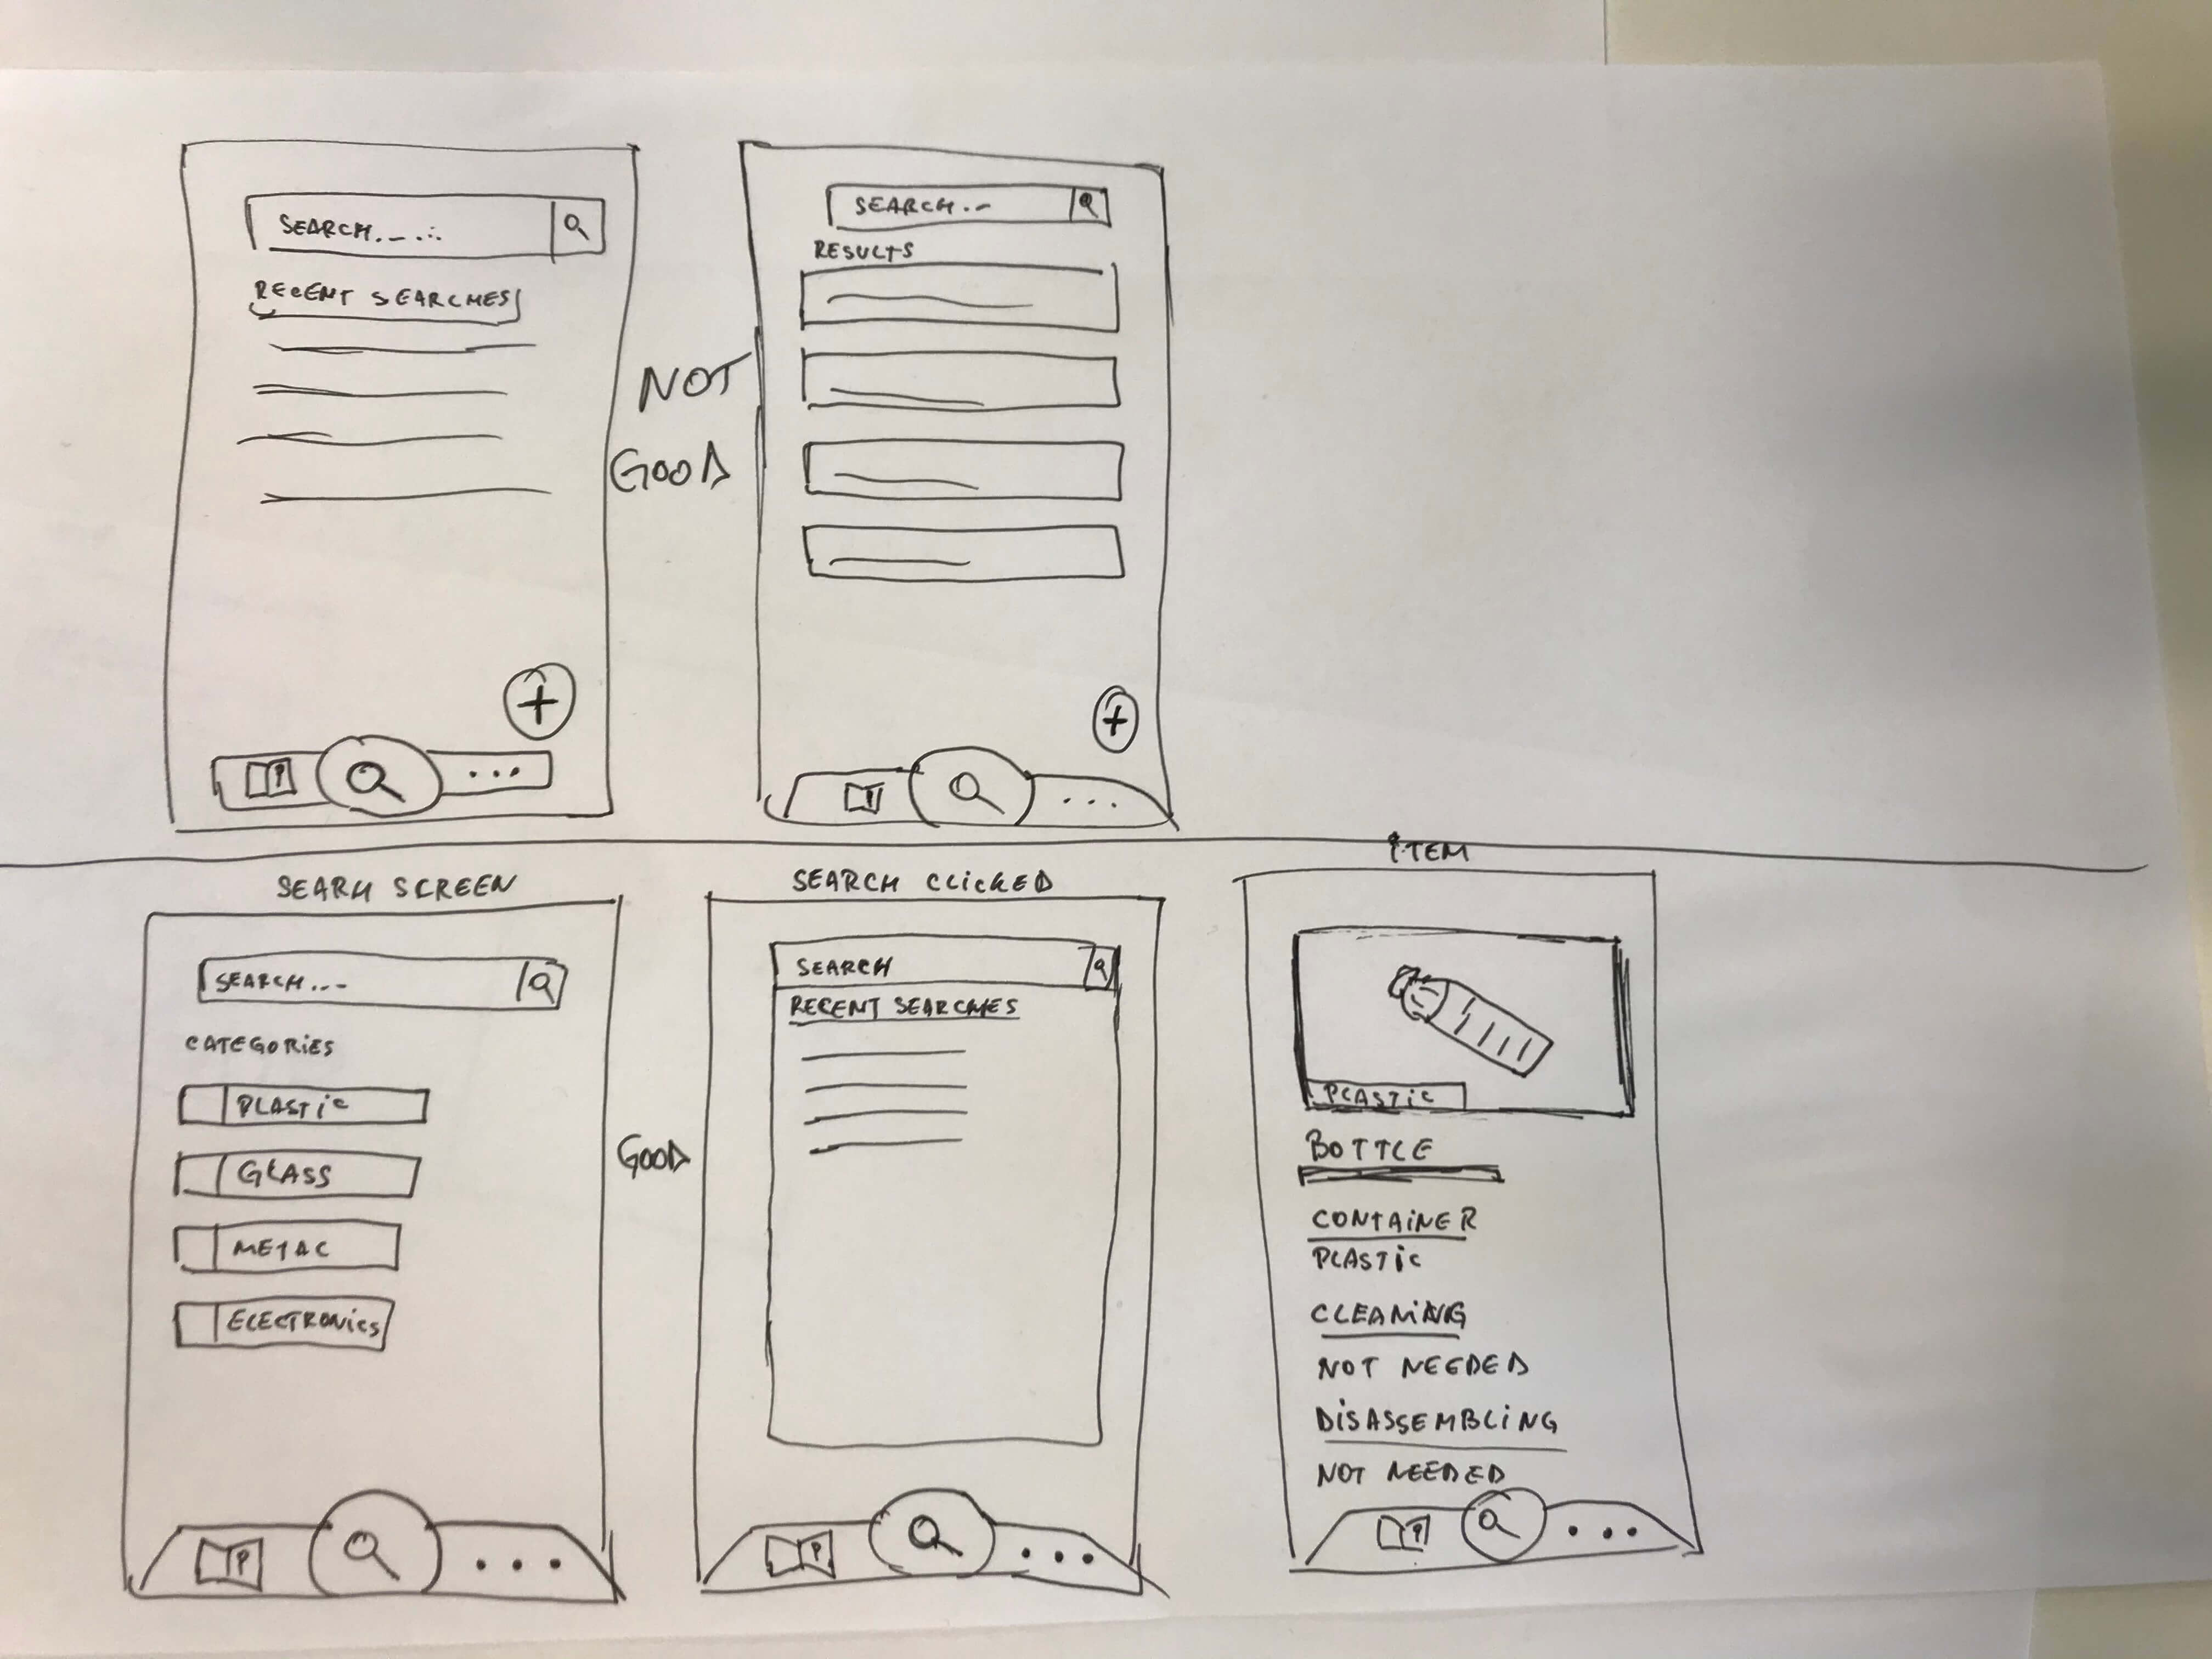 SEARCH.....
RECENT SEARCHES
NOT
GOOD
SEARCH...
RESULTS
SEARH SCREEN
SEARCH...
CATEGORIES
PLASTIC
GLASS
METAL
ELECTRONICS
GOOD
SEARCH CLICKED
SEARCH
RECENT SEARCHES
ITEM
PLASTIC
BOTTLE
CONTAINER
PLASTIC
CLEANING
NOT NEEDED
DISASSEMBLING
NOT NEEDED